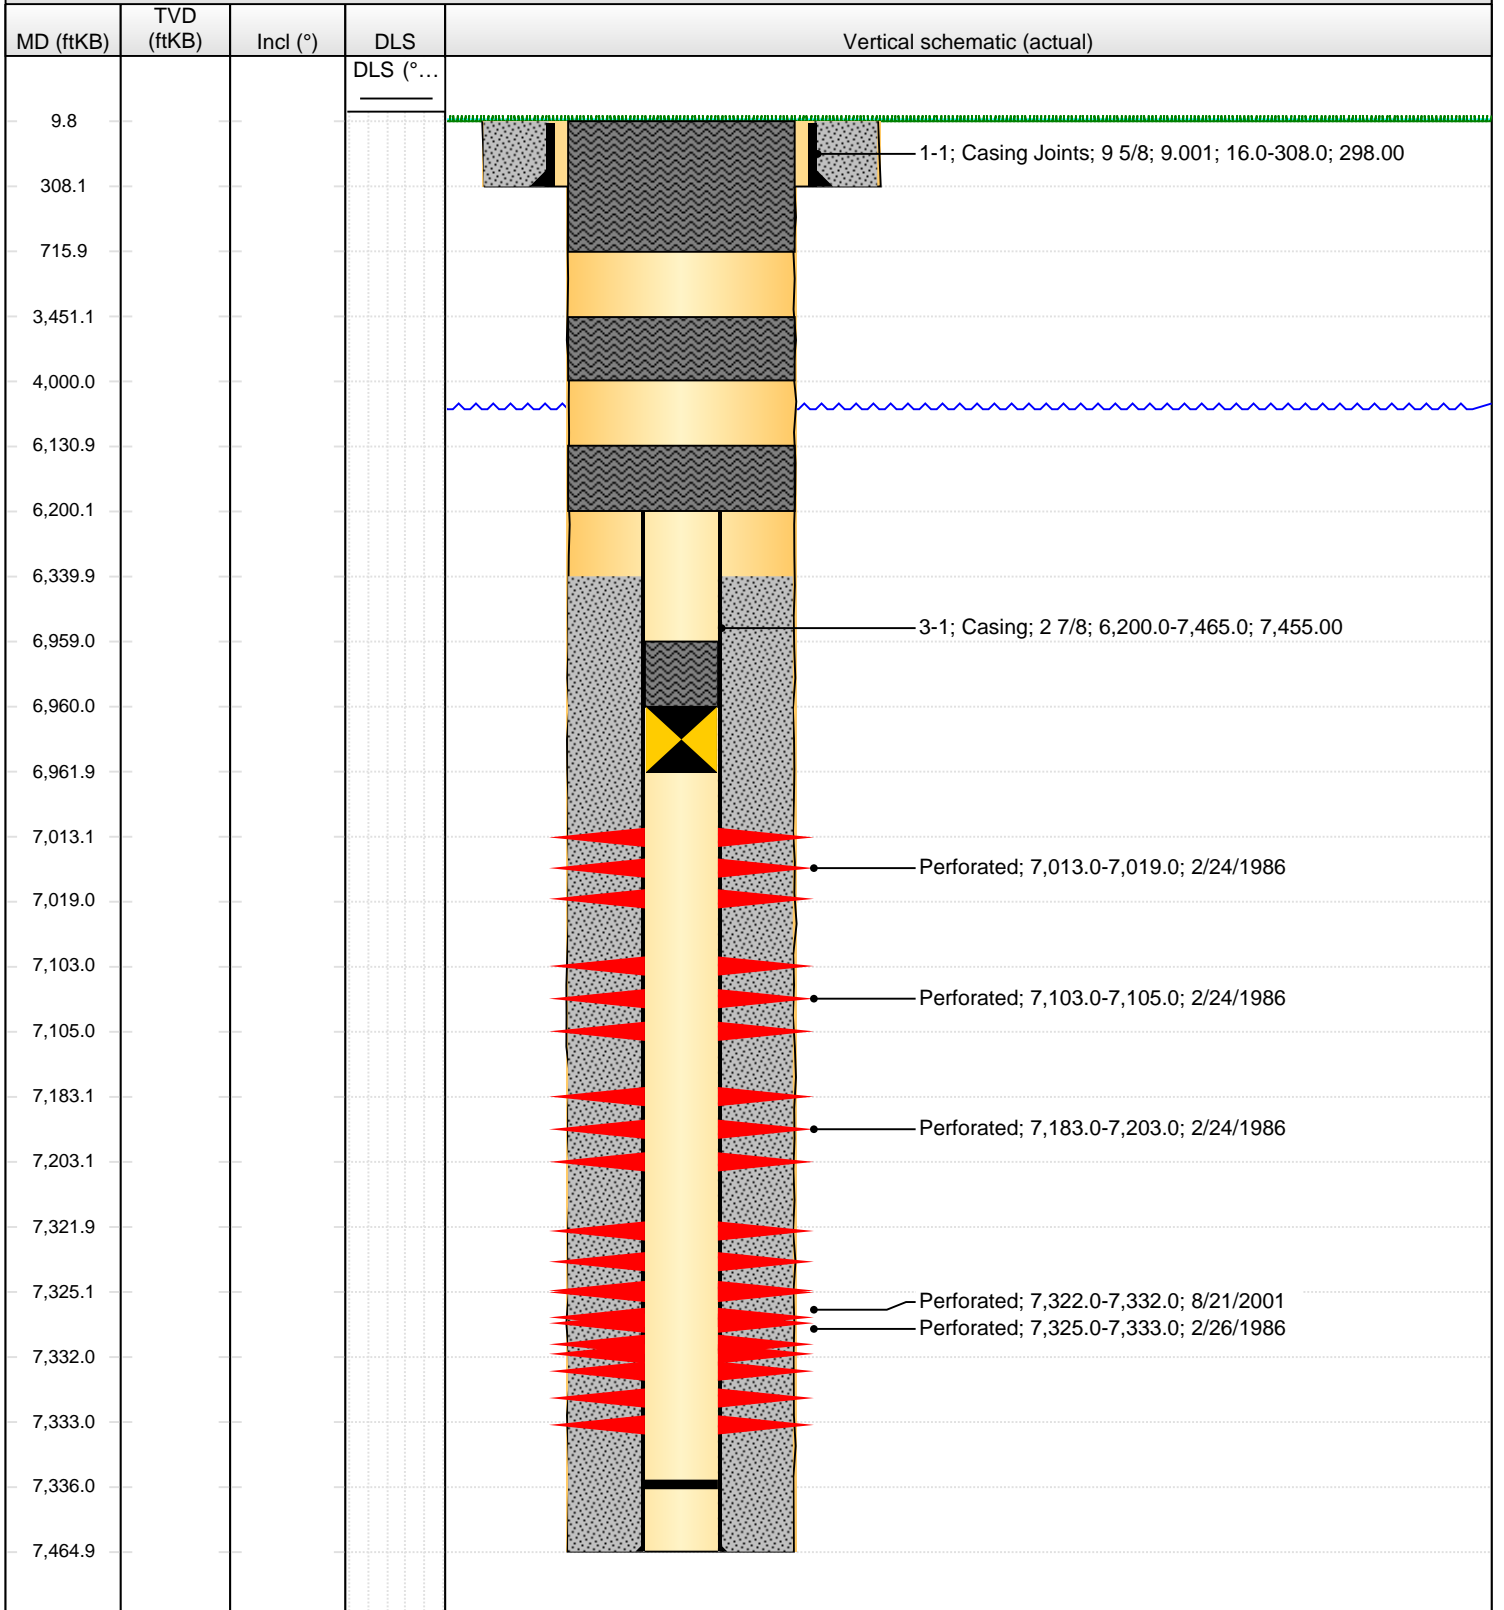 MD (ftKB)
TVD
(ftKB)
Incl (°)
DLS
Vertical schematic (actual)
DLS (°...
9.8
1-1; Casing Joints; 9 5/8; 9.001; 16.0-308.0; 298.00
308.1
715.9
3,451.1
4,000.0
6,130.9
6,200.1
6,339.9
3-1; Casing; 2 7/8; 6,200.0-7,465.0; 7,455.00
6,959.0
6,960.0
6,961.9
7,013.1
Perforated; 7,013.0-7,019.0; 2/24/1986
7,019.0
7,103.0
Perforated; 7,103.0-7,105.0; 2/24/1986
7,105.0
7,183.1
Perforated; 7,183.0-7,203.0; 2/24/1986
7,203.1
7,321.9
7,325.1
Perforated; 7,322.0-7,332.0; 8/21/2001
Perforated; 7,325.0-7,333.0; 2/26/1986
7,332.0
7,333.0
7,336.0
7,464.9